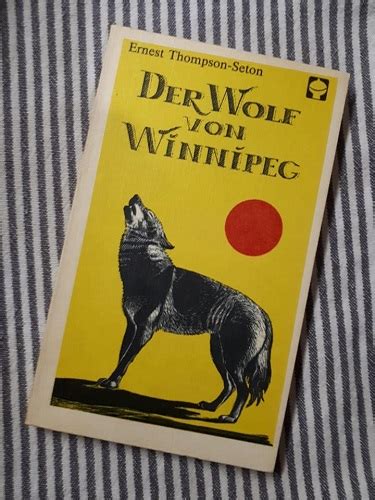 Ernest Thompson-Seton
DER WOLF
VON
WINNIPEG